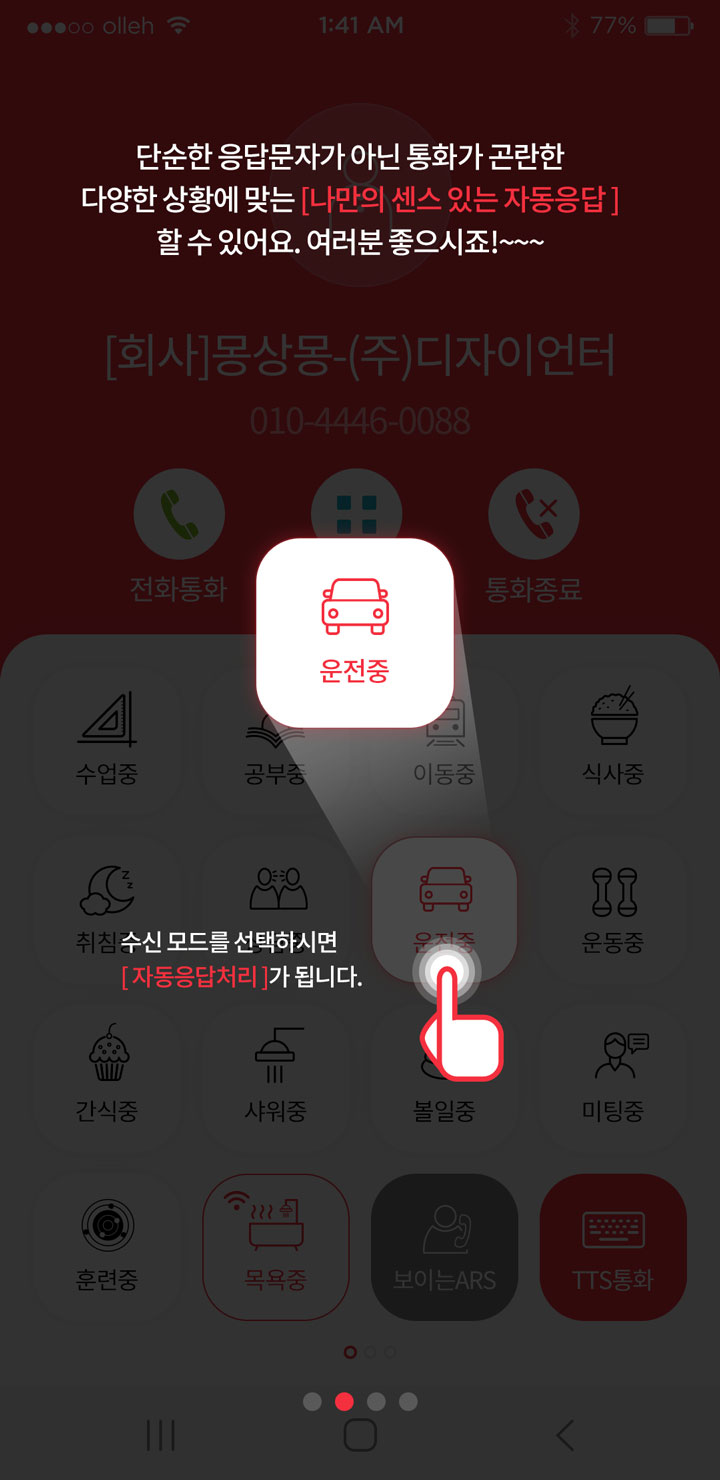 olleh 1:41 AM 77%
단순한 응답문자가 아닌 통화가 곤란한
다양한 상황에 맞는 [나만의 센스 있는 자동응답 ]
할 수 있어요. 여러분 좋으시죠!~~~
[회사]몽상몽-(주)디자이언터
010-4446-0088
전화통화 통화종료
운전중
수업중 공부중 이동중 식사중
취침 운전중 운동중
수신 모드를 선택하시면
[ 자동응답처리 ]가 됩니다.
간식중 샤워중 볼일중 미팅중
훈련중 목욕중 보이는ARS TTS통화